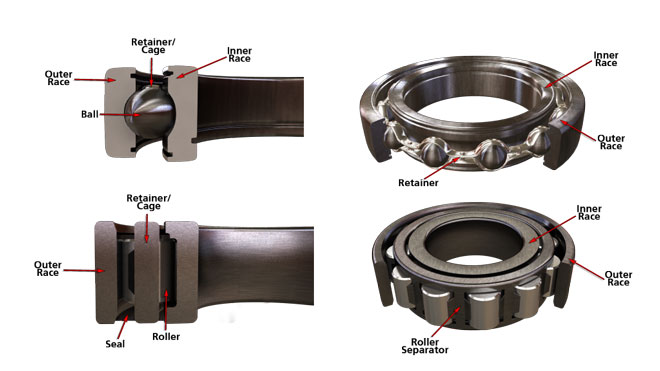 Retainer/
Cage
Inner
Race
Outer
Race
Ball
Inner
Race
Outer
Race
Retainer
Retainer/
Cage
Outer
Race
Seal
Roller
Inner
Race
Outer
Race
Roller
Separator